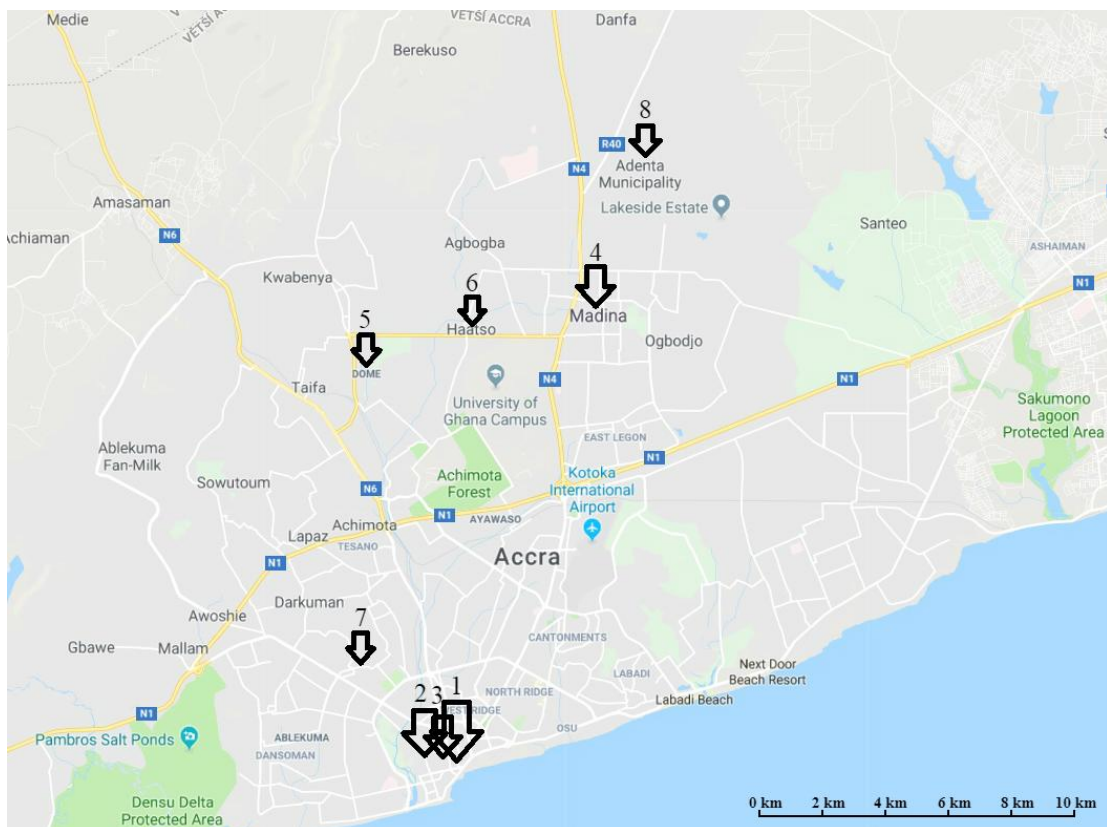 Medie
VĚTŠÍ ACCRA
VĚTŠÍ ACCRA
Danfa
Berekuso
8
R40
N4
Adenta
Municipality
Lakeside Estate
Amasaman
Achiaman
N6
Santeo
ASHAIMAN
Agbogba
4
Kwabenya
6
N1
5
Haatso
Madina
Ogbodjo
DOME
Taifa
N4
N1
University of
Ghana Campus
Sakumono
Lagoon
Protected Area
EAST LEGON
Ablekuma
Fan-Milk
N1
Sowutoum
N6
Achimota
Forest
Kotoka
International
Airport
N1
AYAWASO
Achimota
Lapaz
TESANO
Accra
N1
Darkuman
Awoshie
7
Gbawe
Mallam
CANTONMENTS
LABADI
Next Door
Beach Resort
2
3
1
NORTH RIDGE
Labadi Beach
N1
OSU
Pambros Salt Ponds
ABLEKUMA
DANSOMAN
Densu Delta
Protected Area
0 km 2 km 4 km 6 km 8 km 10 km